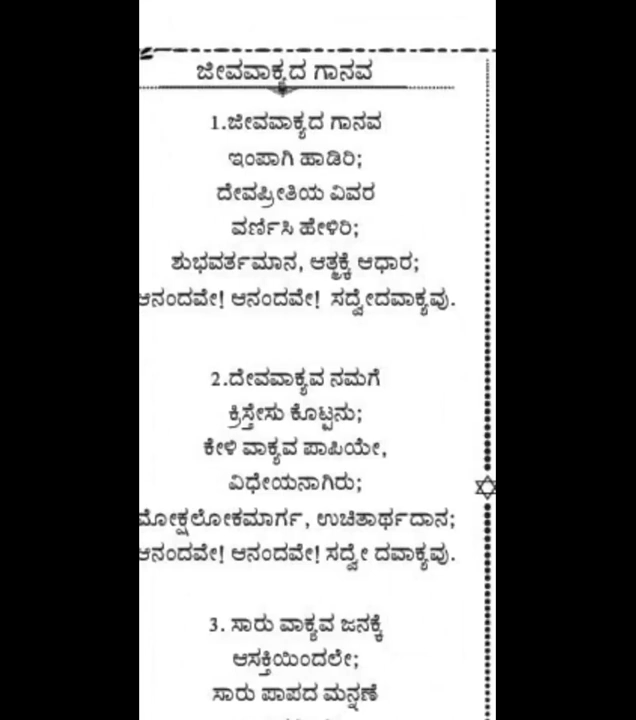 ಜೀವವಾಕ್ಯದ ಗಾನವ
1.ಜೀವವಾಕ್ಯದ ಗಾನವ
ಇಂಪಾಗಿ ಹಾಡಿರಿ;
ದೇವಪ್ರೀತಿಯ ವಿವರ
ವರ್ಣಿಸಿ ಹೇಳಿರಿ;
ಶುಭವರ್ತಮಾನ, ಆತ್ಮಕ್ಕೆ ಆಧಾರ;
ಆನಂದವೇ! ಆನಂದವೇ! ಸದ್ವೇದವಾಕ್ಯವು.
2.ದೇವವಾಕ್ಯವ ನಮಗೆ
ಕ್ರಿಸ್ತೇಸು ಕೊಟ್ಟನು;
ಕೇಳಿ ವಾಕ್ಯವ ಪಾಪಿಯೇ,
ವಿಧೇಯನಾಗಿರು;
ಮೋಕ್ಷಲೋಕಮಾರ್ಗ, ಉಚಿತಾರ್ಥದಾನ;
ಆನಂದವೇ! ಆನಂದವೇ! ಸದ್ವೇ ದವಾಕ್ಯವು.
3. ಸಾರು ವಾಕ್ಯವ ಜನಕ್ಕೆ
ಆಸಕ್ತಿಯಿಂದಲೇ;
ಸಾರು ಪಾಪದ ಮನ್ನಣೆ